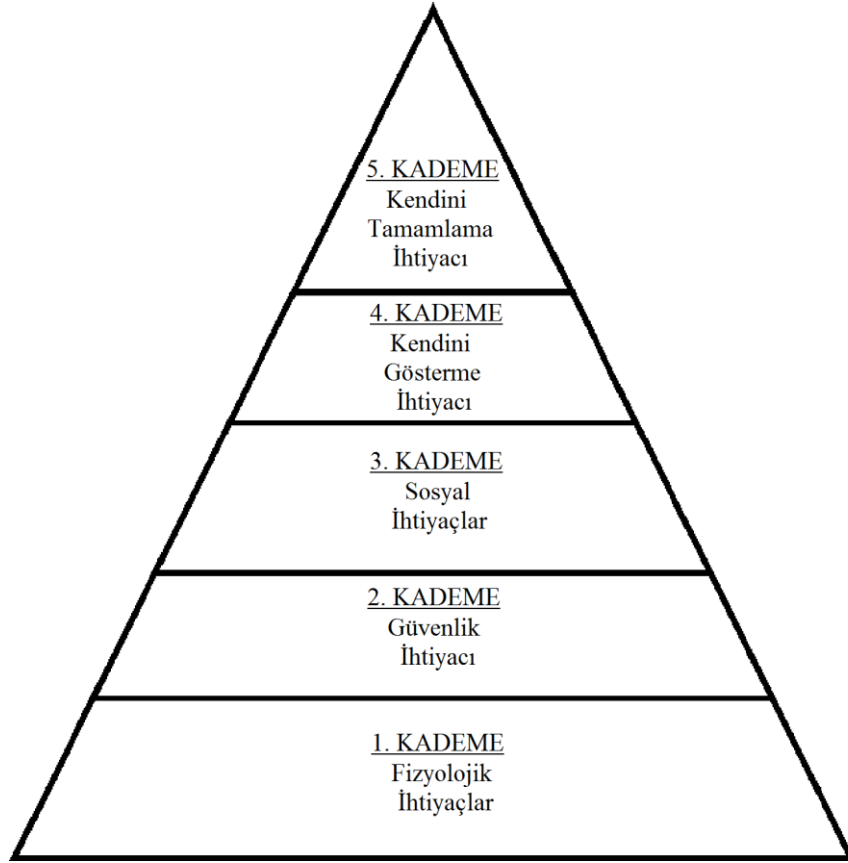 5. KADEME
Kendini
Tamamlama
İhtiyacı
4. KADEME
Kendini
Gösterme
İhtiyacı
3. KADEME
Sosyal
İhtiyaçlar
2. KADEME
Güvenlik
İhtiyacı
1. KADEME
Fizyolojik
İhtiyaçlar